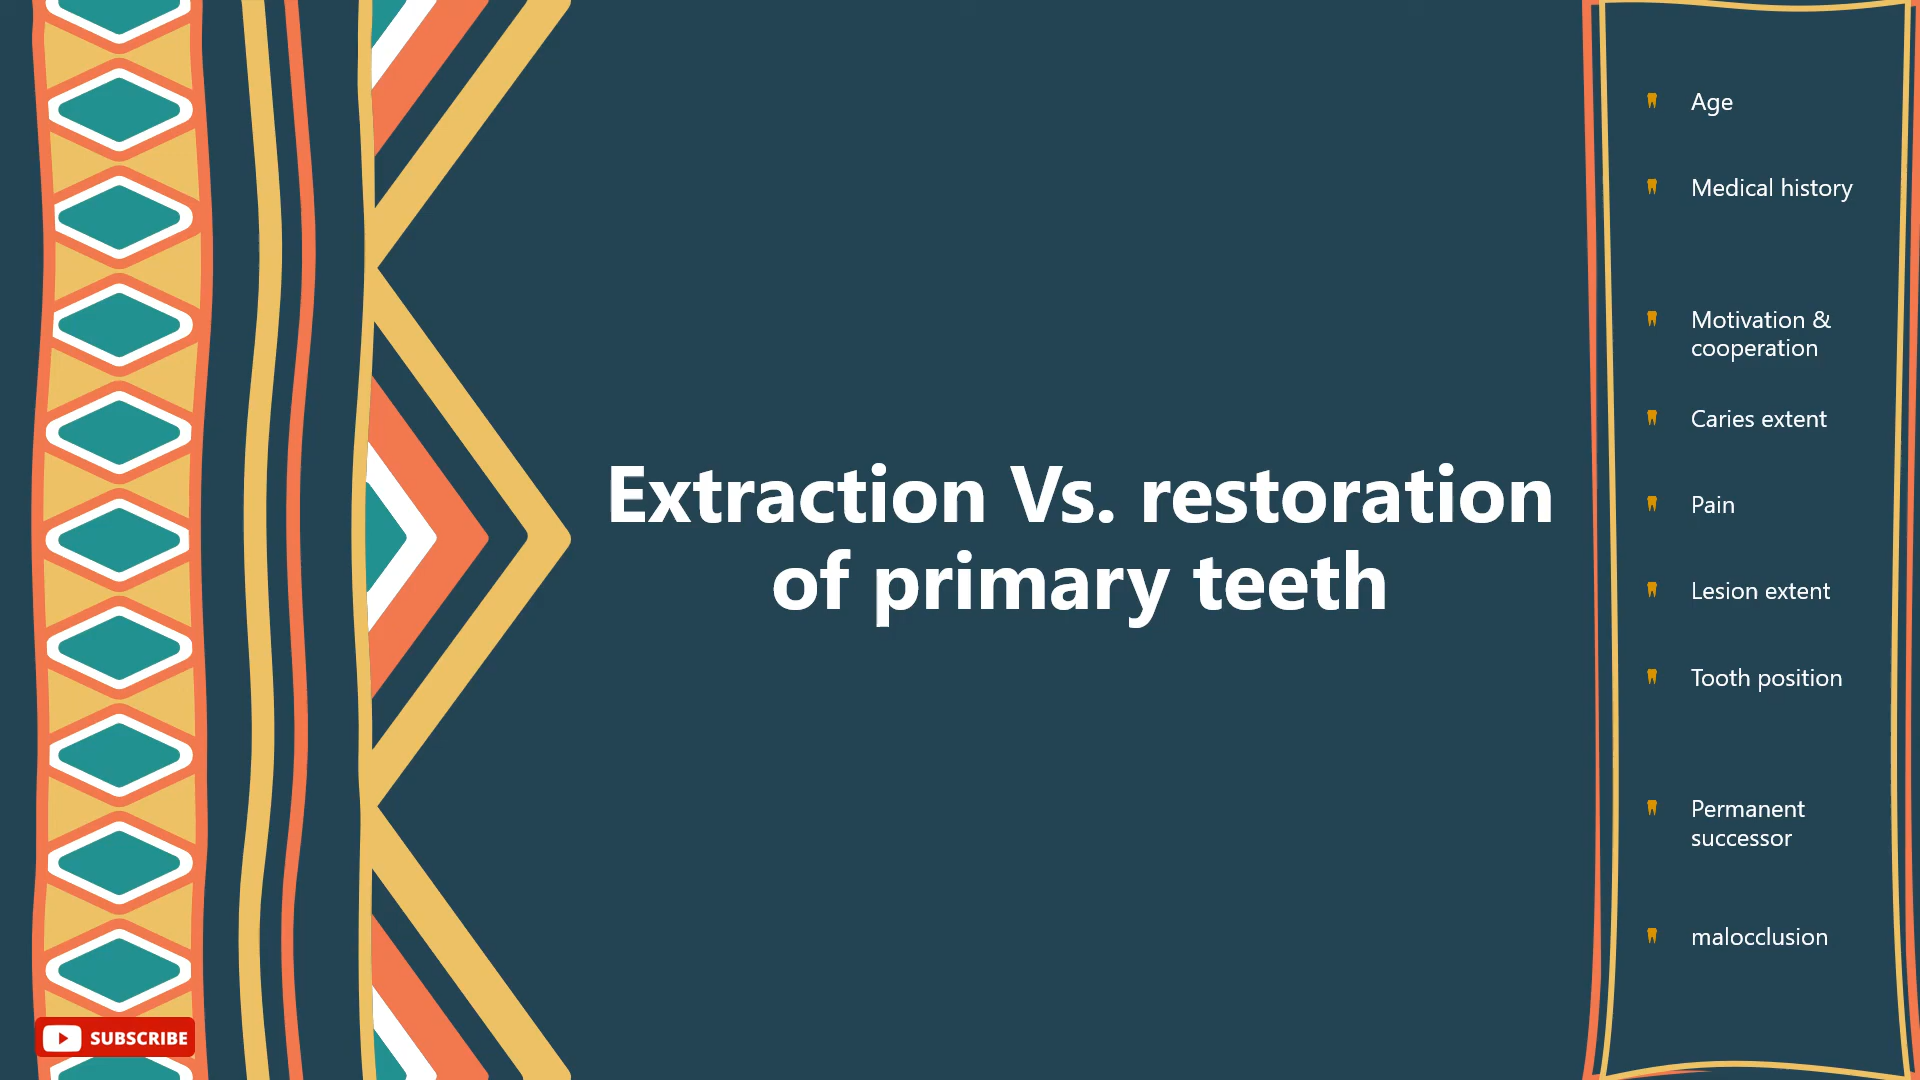 Extraction Vs. restoration
of primary teeth
Age
Medical history
Motivation &
cooperation
Caries extent
Pain
Lesion extent
Tooth position
Permanent
successor
malocclusion
SUBSCRIBE